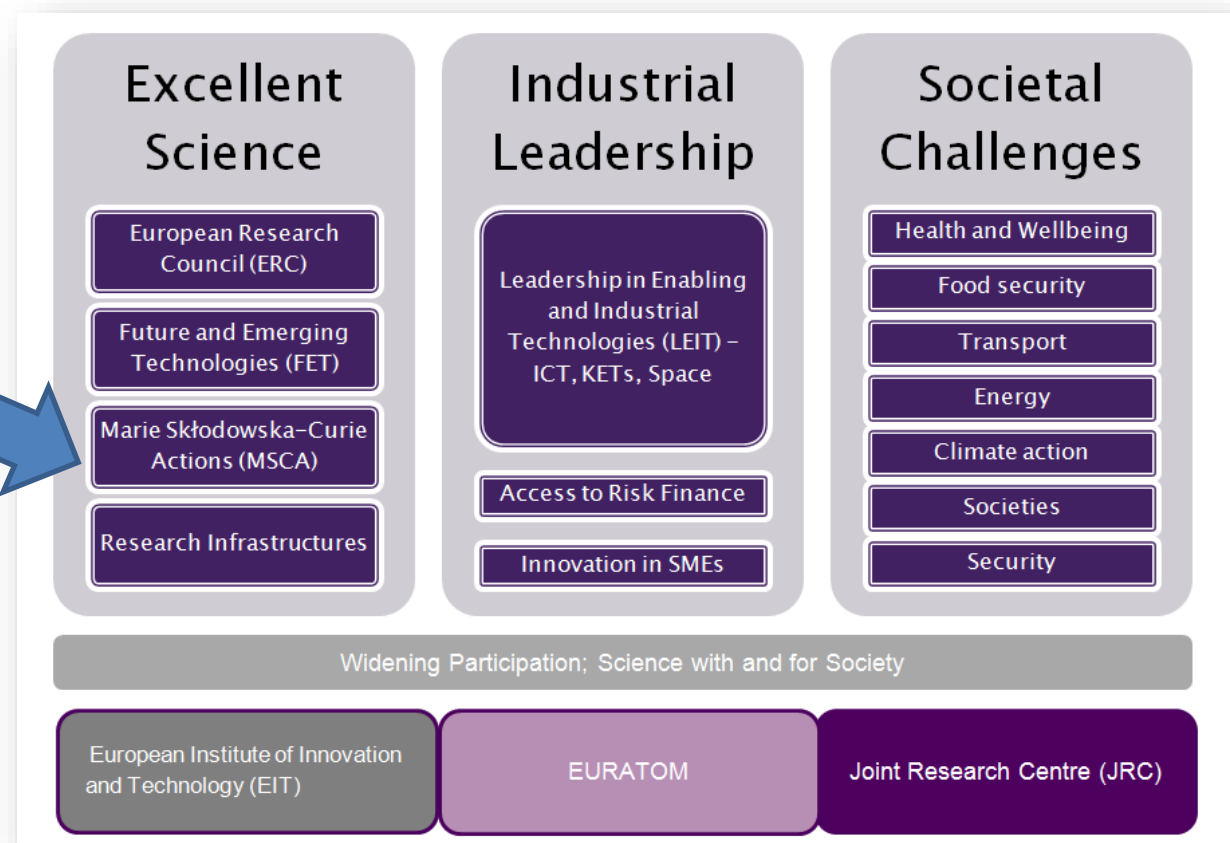 Excellent
Science
European Research
Council (ERC)
Future and Emerging
Technologies (FET)
Marie Skłodowska-Curie
Actions (MSCA)
Research Infrastructures
Industrial
Leadership
Leadership in Enabling
and Industrial
Technologies (LEIT) –
ICT, KETs, Space
Access to Risk Finance
Innovation in SMEs
Societal
Challenges
Health and Wellbeing
Food security
Transport
Energy
Climate action
Societies
Security
Widening Participation; Science with and for Society
European Institute of Innovation
and Technology (EIT)
EURATOM
Joint Research Centre (JRC)